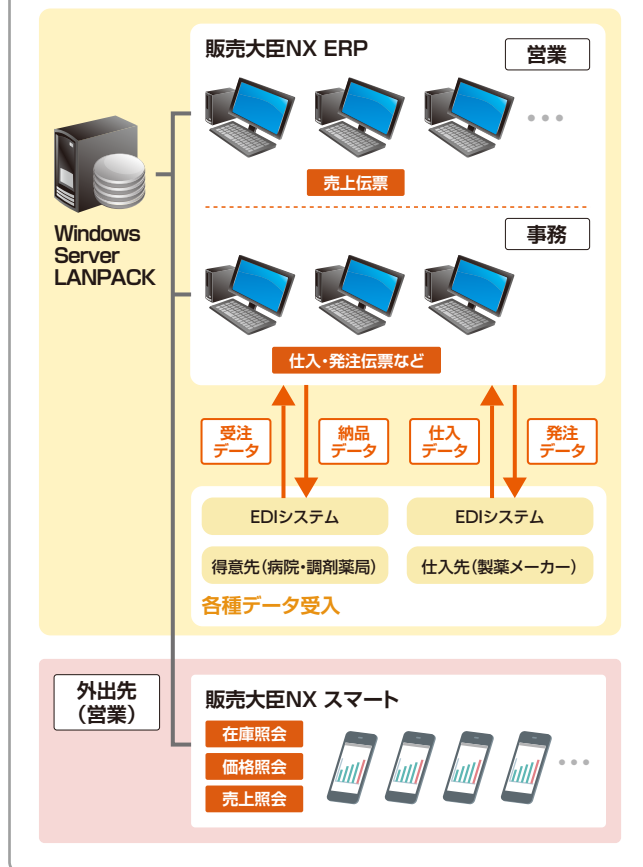 販売大臣NX ERP
営業
売上伝票
Windows
Server
LANPACK
事務
仕入・発注伝票など
受注
データ
納品
データ
仕入
データ
発注
データ
EDIシステム
EDIシステム
得意先(病院・調剤薬局)
仕入先(製薬メーカー)
各種データ受入
外出先
(営業)
販売大臣NX スマート
在庫照会
価格照会
売上照会